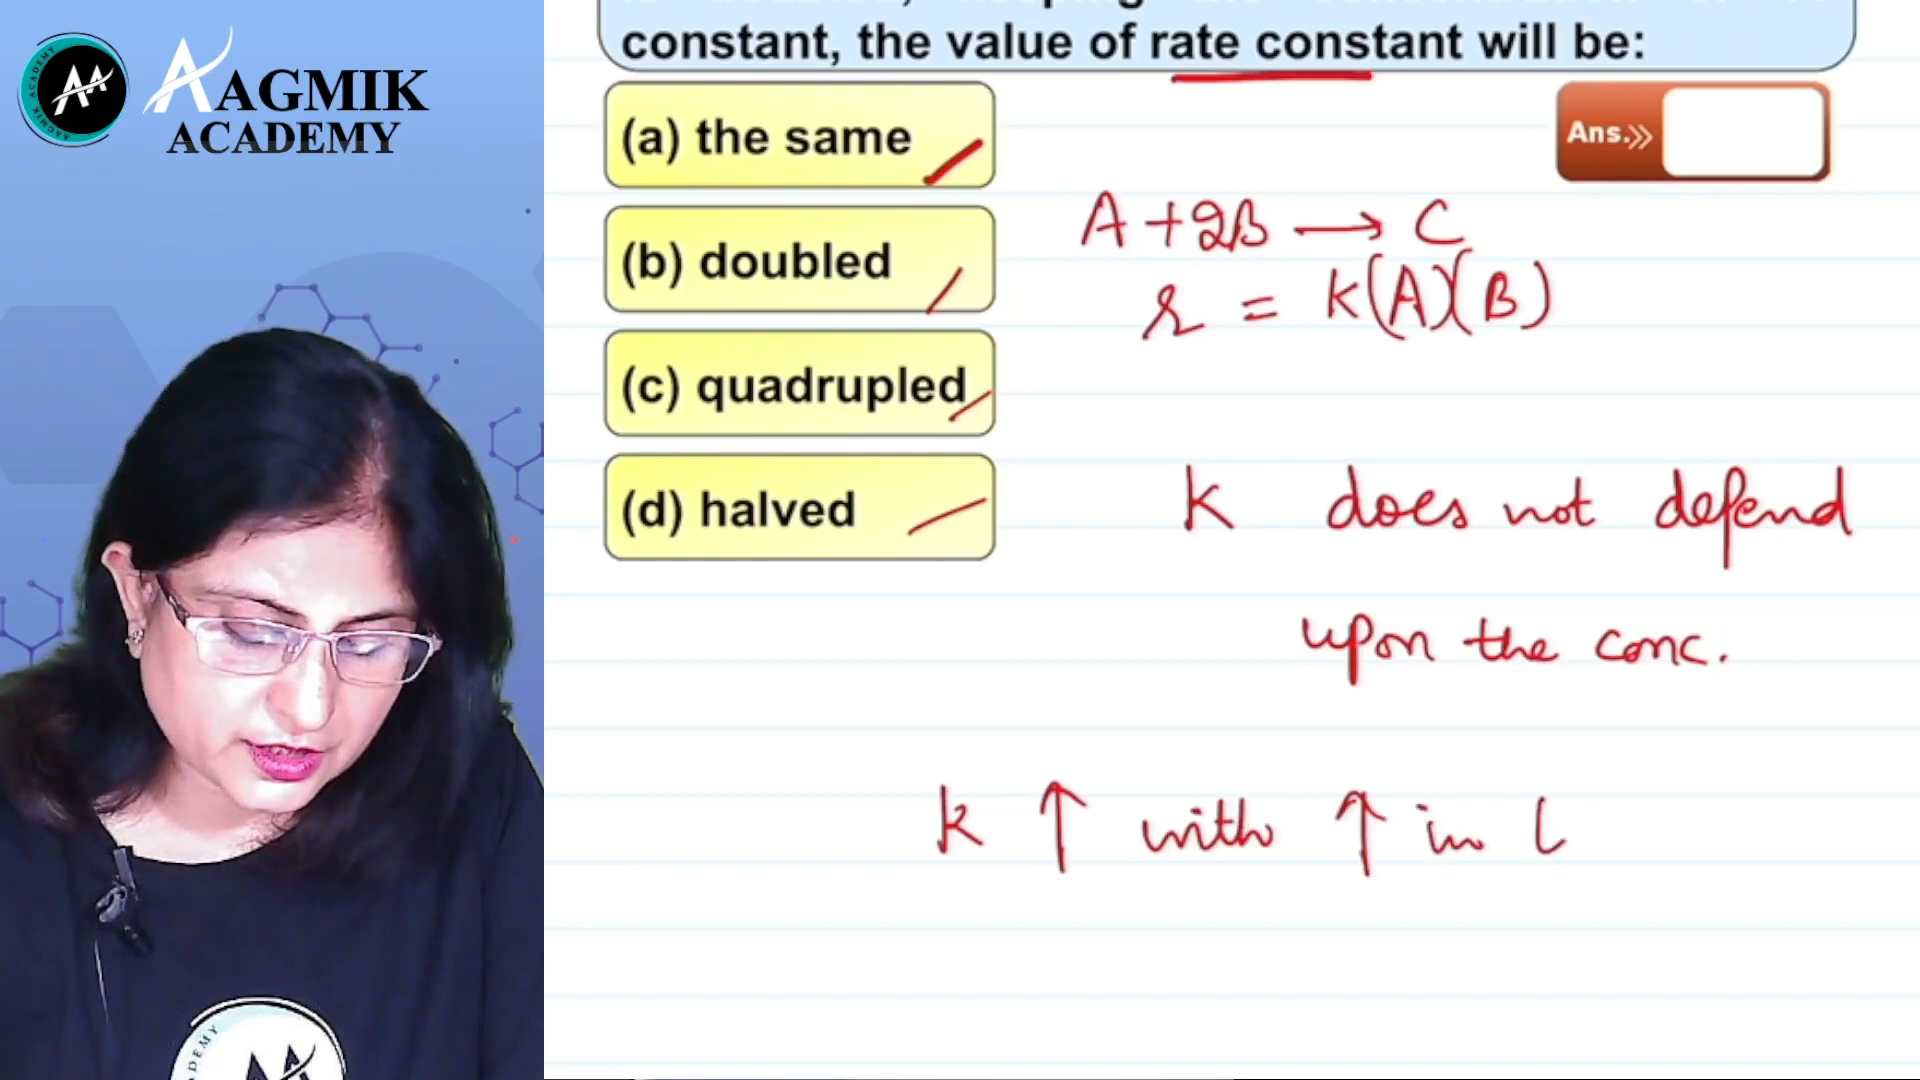 AAGMIK
ACADEMY
constant, the value of rate constant will be:
(a) the same
(b) doubled
(c) quadrupled
(d) halved
Ans.
A + 2B → C
r = k(A)(B)
K does not depend
upon the conc.
k ↑ with ↑ in